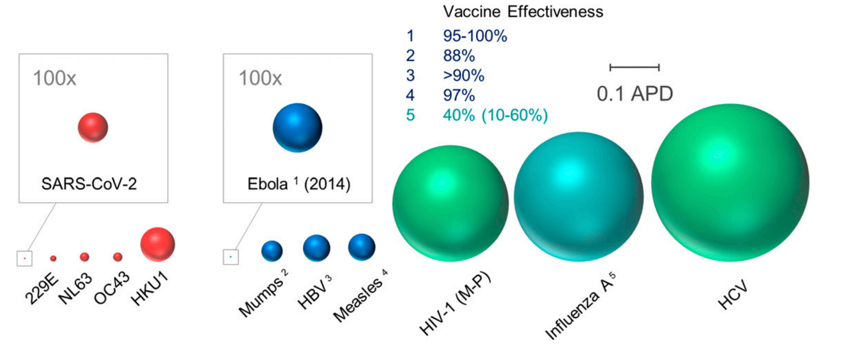 Vaccine Effectiveness
1 95-100%
2 88%
3 >90%
4 97%
5 40% (10-60%)
0.1 APD
100x
SARS-CoV-2
100x
Ebola ¹ (2014)
229E
NL63
OC43
HKU1
Mumps ²
HBV ³
Measles ⁴
HIV-1 (M-P)
Influenza A ⁵
HCV